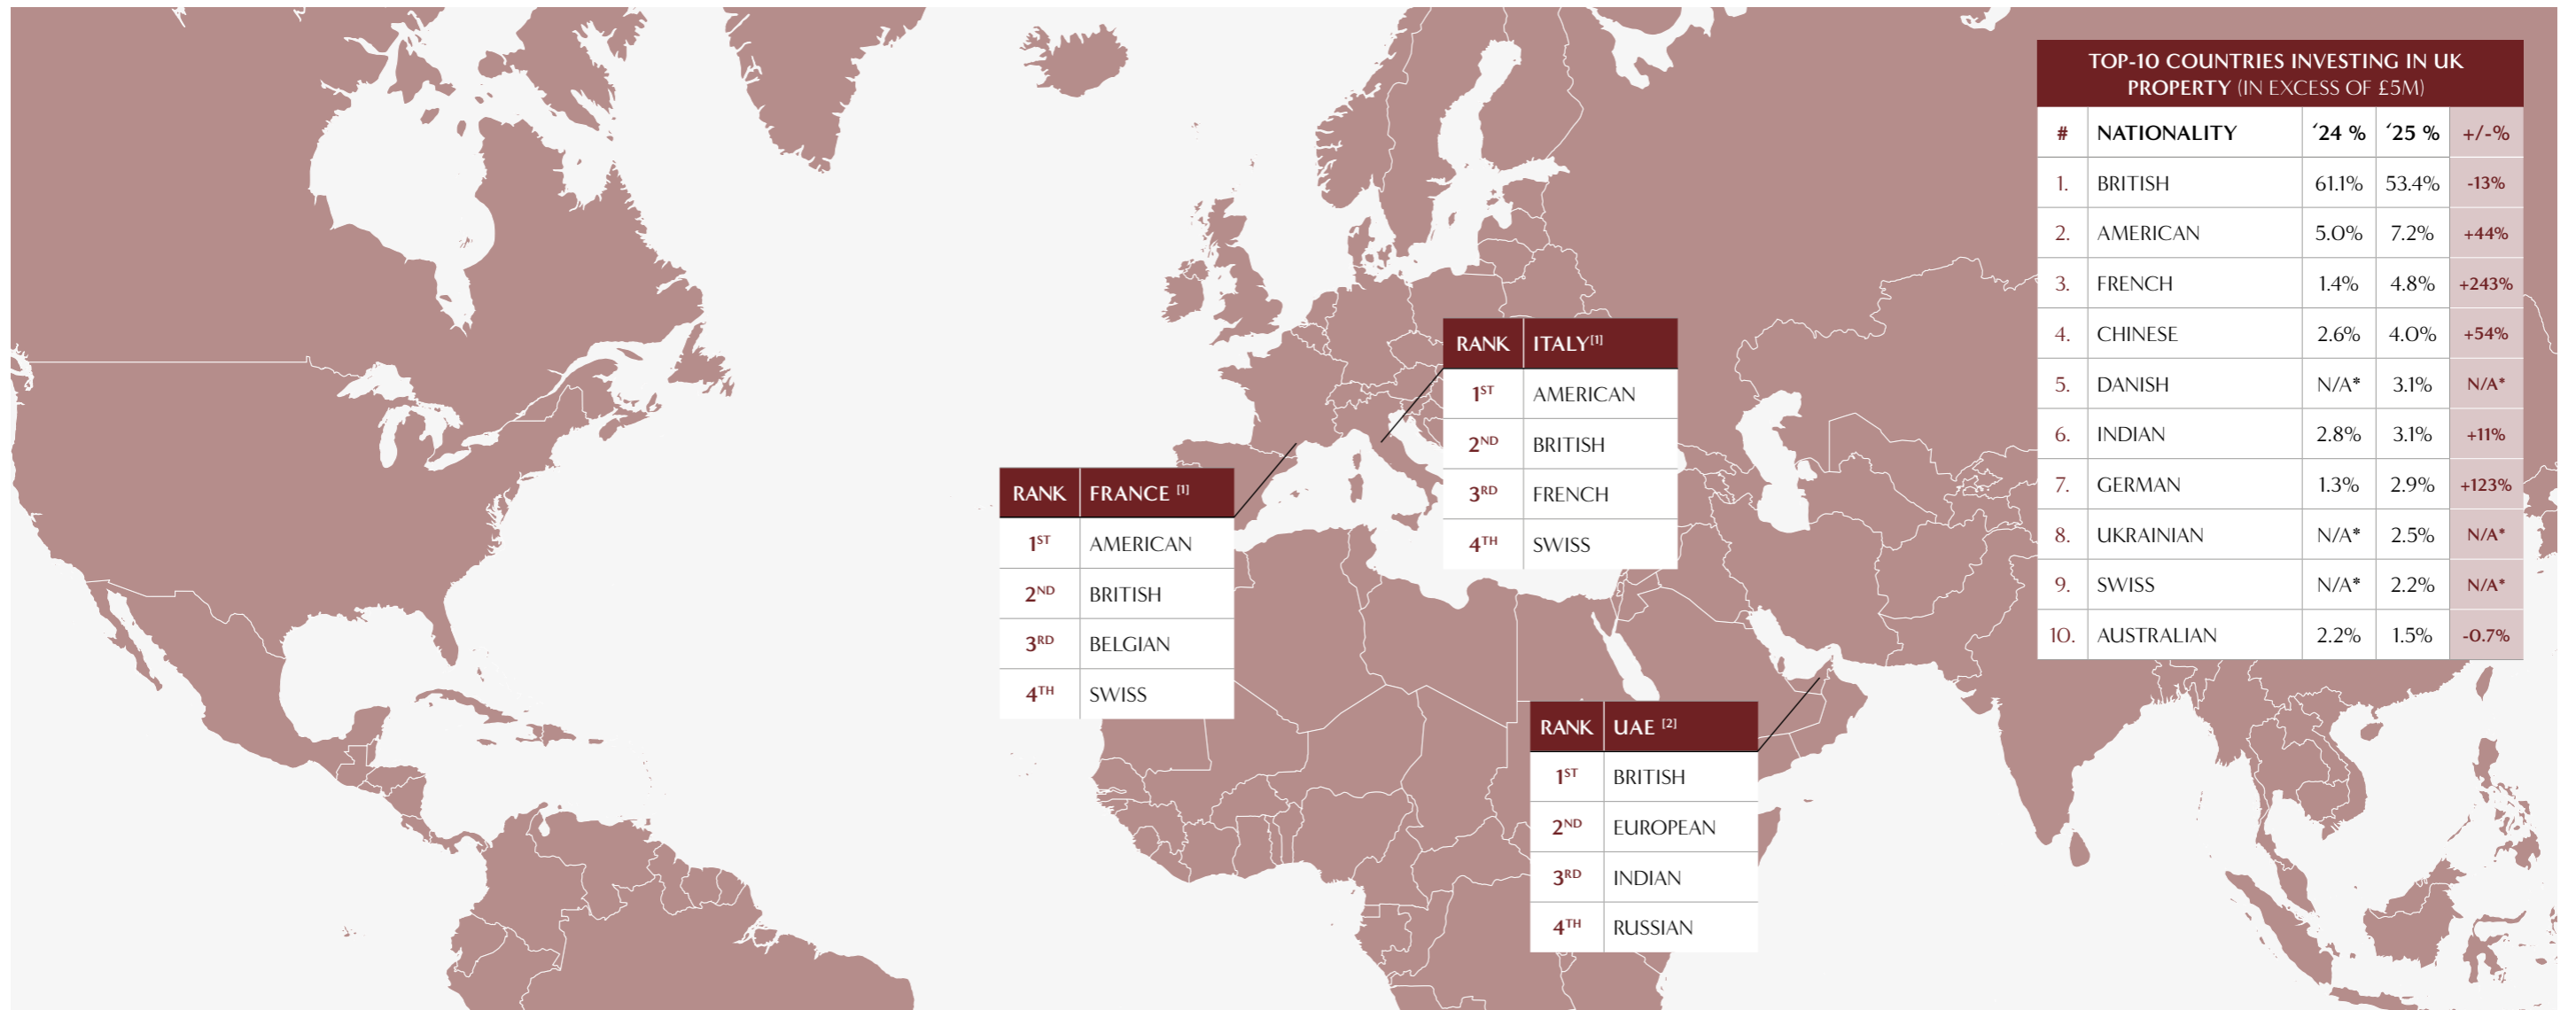 TOP-10 COUNTRIES INVESTING IN UK
PROPERTY (IN EXCESS OF £5M)
# NATIONALITY ´24 % ´25 % +/-%
1. BRITISH 61.1% 53.4% -13%
2. AMERICAN 5.0% 7.2% +44%
3. FRENCH 1.4% 4.8% +243%
4. CHINESE 2.6% 4.0% +54%
5. DANISH N/A* 3.1% N/A*
6. INDIAN 2.8% 3.1% +11%
7. GERMAN 1.3% 2.9% +123%
8. UKRAINIAN N/A* 2.5% N/A*
9. SWISS N/A* 2.2% N/A*
10. AUSTRALIAN 2.2% 1.5% -0.7%
RANK ITALY[1]
1ST AMERICAN
2ND BRITISH
3RD FRENCH
4TH SWISS
RANK FRANCE [1]
1ST AMERICAN
2ND BRITISH
3RD BELGIAN
4TH SWISS
RANK UAE [2]
1ST BRITISH
2ND EUROPEAN
3RD INDIAN
4TH RUSSIAN